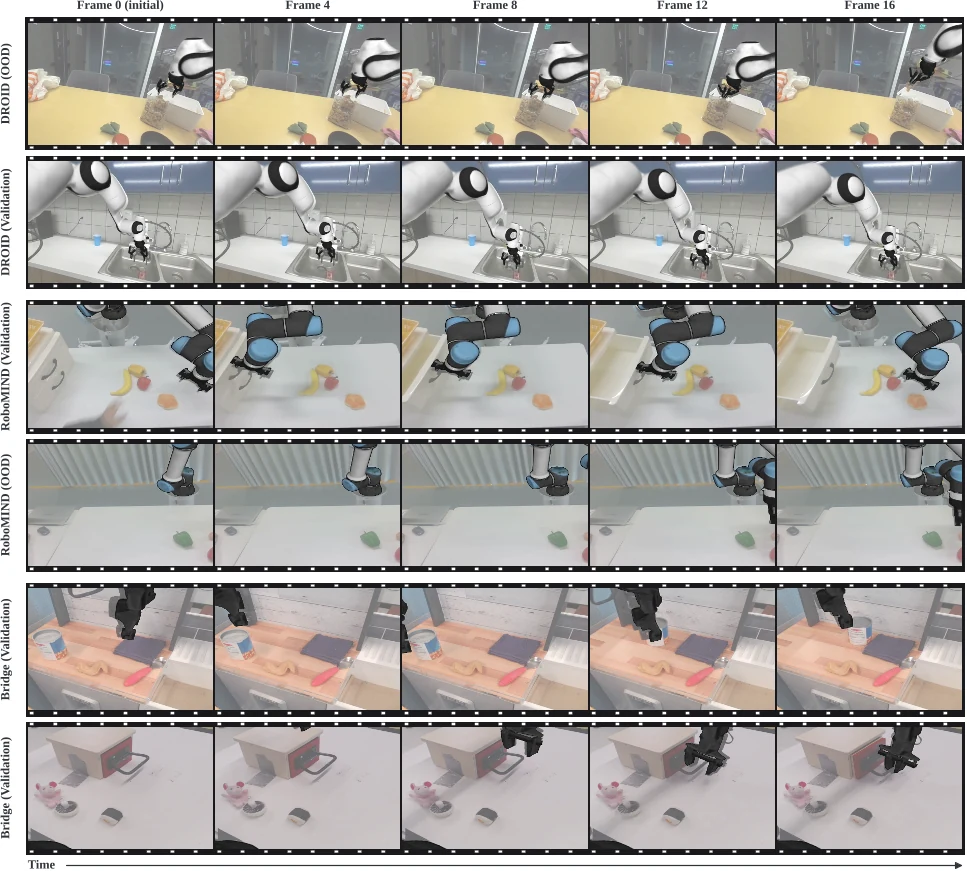 Frame 0 (initial) Frame 4 Frame 8 Frame 12 Frame 16
DROID (OOD)
DROID (Validation)
RoboMIND (Validation)
RoboMIND (OOD)
Bridge (Validation)
Bridge (Validation)
Time